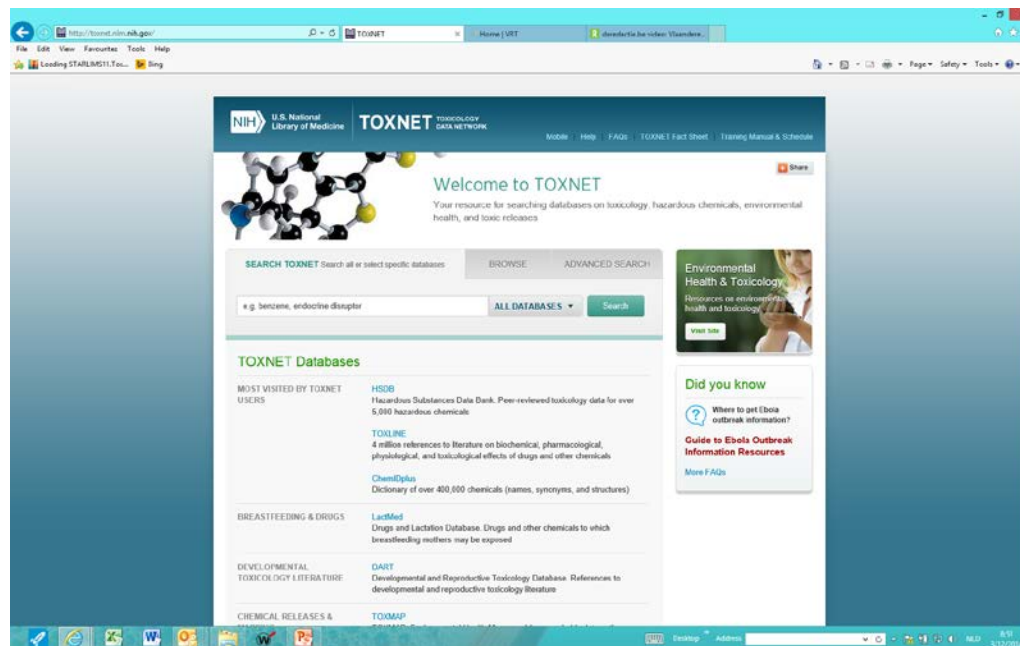 http://toxnet.nlm.nih.gov/
TOXNET
Home | VRT
deredactie.be video: Vlaandere...
File Edit View Favourites Tools Help
Loading STARLIMS11.Tox...
Bing
Page
Safety
Tools
NIH
U.S. National
Library of Medicine
TOXNET
TOXICOLOGY
DATA NETWORK
Mobile
Help
FAQs
TOXNET Fact Sheet
Training Manual & Schedule
Share
Welcome to TOXNET
Your resource for searching databases on toxicology, hazardous chemicals, environmental
health, and toxic releases
SEARCH TOXNET Search all or select specific databases
BROWSE
ADVANCED SEARCH
e.g. benzene, endocrine disruptor
ALL DATABASES
Search
Environmental
Health & Toxicology
Resources on environmental
health and toxicology
Visit Site
TOXNET Databases
MOST VISITED BY TOXNET
USERS
HSDB
Hazardous Substances Data Bank. Peer-reviewed toxicology data for over
5,000 hazardous chemicals
TOXLINE
4 million references to literature on biochemical, pharmacological,
physiological, and toxicological effects of drugs and other chemicals
ChemIDplus
Dictionary of over 400,000 chemicals (names, synonyms, and structures)
Did you know
Where to get Ebola
outbreak information?
Guide to Ebola Outbreak
Information Resources
More FAQs
BREASTFEEDING & DRUGS
LactMed
Drugs and Lactation Database. Drugs and other chemicals to which
breastfeeding mothers may be exposed
DEVELOPMENTAL
TOXICOLOGY LITERATURE
DART
Developmental and Reproductive Toxicology Database. References to
developmental and reproductive toxicology literature
CHEMICAL RELEASES &
TOXMAP
Desktop
Address
NLD
8:51